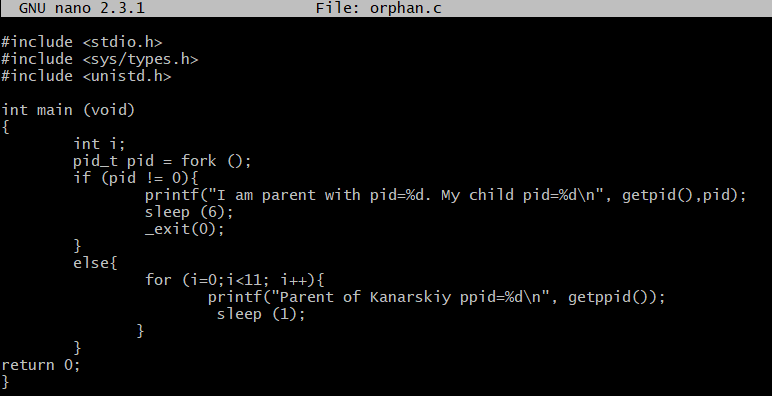 GNU nano 2.3.1                    File: orphan.c
#include <stdio.h>
#include <sys/types.h>
#include <unistd.h>
int main (void)
{
        int i;
        pid_t pid = fork ();
        if (pid != 0){
                printf("I am parent with pid=%d. My child pid=%d\n", getpid(),pid);
                sleep (6);
                _exit(0);
        }
        else{
                for (i=0;i<11; i++){
                       printf("Parent of Kanarskiy ppid=%d\n", getppid());
                        sleep (1);
               }
        }
return 0;
}